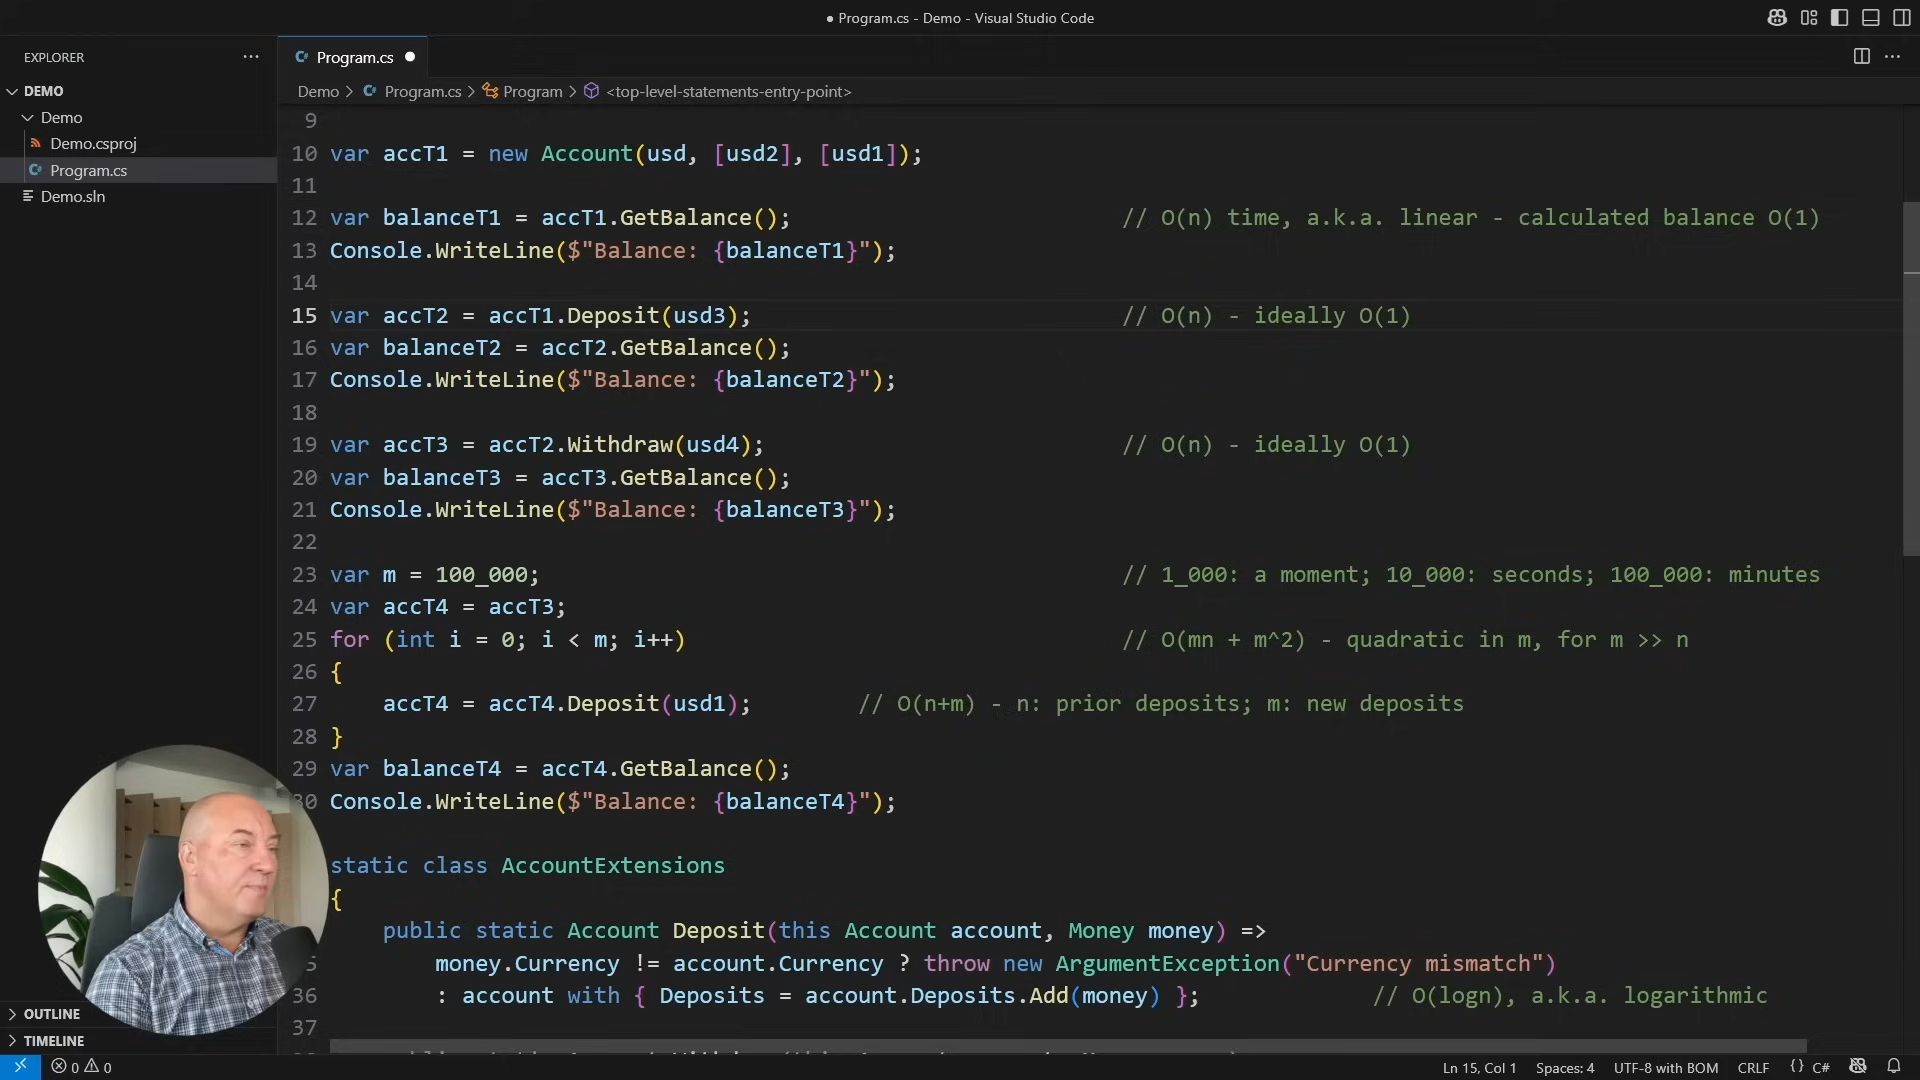 ● Program.cs - Demo - Visual Studio Code
EXPLORER
DEMO
Demo
Demo.csproj
Program.cs
Demo.sln
OUTLINE
TIMELINE
Program.cs ●
Demo > Program.cs > Program > <top-level-statements-entry-point>
9
10 var accT1 = new Account(usd, [usd2], [usd1]);
11
12 var balanceT1 = accT1.GetBalance(); // O(n) time, a.k.a. linear - calculated balance O(1)
13 Console.WriteLine($"Balance: {balanceT1}");
14
15 var accT2 = accT1.Deposit(usd3); // O(n) - ideally O(1)
16 var balanceT2 = accT2.GetBalance();
17 Console.WriteLine($"Balance: {balanceT2}");
18
19 var accT3 = accT2.Withdraw(usd4); // O(n) - ideally O(1)
20 var balanceT3 = accT3.GetBalance();
21 Console.WriteLine($"Balance: {balanceT3}");
22
23 var m = 100_000; // 1_000: a moment; 10_000: seconds; 100_000: minutes
24 var accT4 = accT3;
25 for (int i = 0; i < m; i++) // O(mn + m^2) - quadratic in m, for m >> n
26 {
27 accT4 = accT4.Deposit(usd1); // O(n+m) - n: prior deposits; m: new deposits
28 }
29 var balanceT4 = accT4.GetBalance();
30 Console.WriteLine($"Balance: {balanceT4}");
static class AccountExtensions
{
public static Account Deposit(this Account account, Money money) =>
5 money.Currency != account.Currency ? throw new ArgumentException("Currency mismatch")
36 : account with { Deposits = account.Deposits.Add(money) }; // O(logn), a.k.a. logarithmic
37
0 0
Ln 15, Col 1 Spaces: 4 UTF-8 with BOM CRLF {} C#